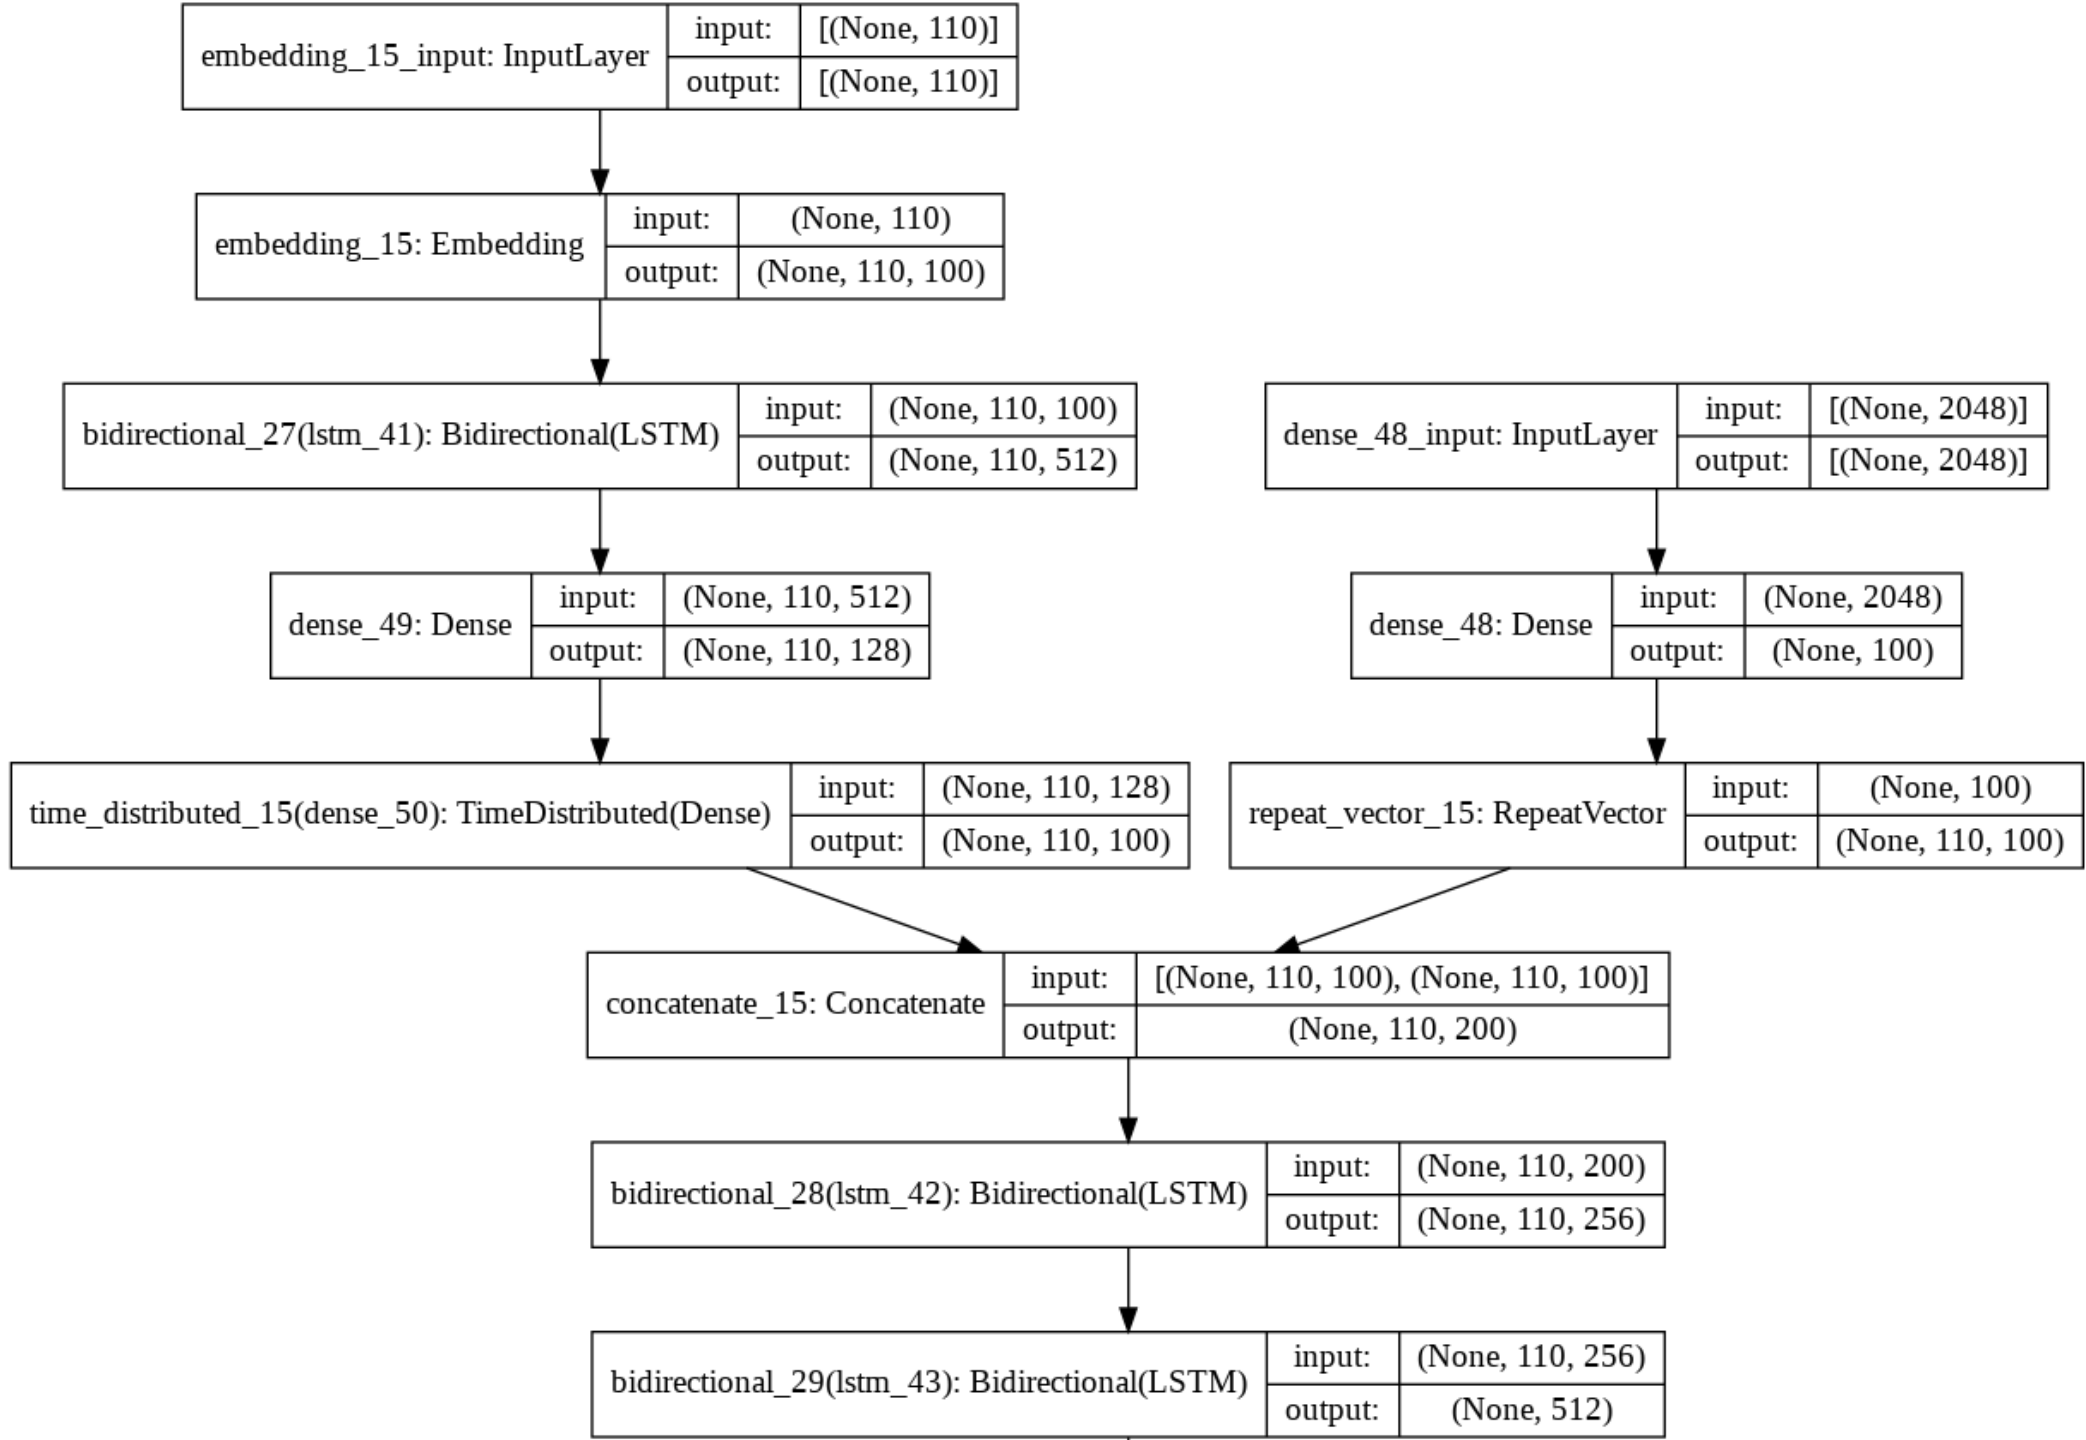 embedding_15_input: InputLayer
input: [(None, 110)]
output: [(None, 110)]
embedding_15: Embedding
input: (None, 110)
output: (None, 110, 100)
bidirectional_27(lstm_41): Bidirectional(LSTM)
input: (None, 110, 100)
output: (None, 110, 512)
dense_48_input: InputLayer
input: [(None, 2048)]
output: [(None, 2048)]
dense_49: Dense
input: (None, 110, 512)
output: (None, 110, 128)
dense_48: Dense
input: (None, 2048)
output: (None, 100)
time_distributed_15(dense_50): TimeDistributed(Dense)
input: (None, 110, 128)
output: (None, 110, 100)
repeat_vector_15: RepeatVector
input: (None, 100)
output: (None, 110, 100)
concatenate_15: Concatenate
input: [(None, 110, 100), (None, 110, 100)]
output: (None, 110, 200)
bidirectional_28(lstm_42): Bidirectional(LSTM)
input: (None, 110, 200)
output: (None, 110, 256)
bidirectional_29(lstm_43): Bidirectional(LSTM)
input: (None, 110, 256)
output: (None, 512)